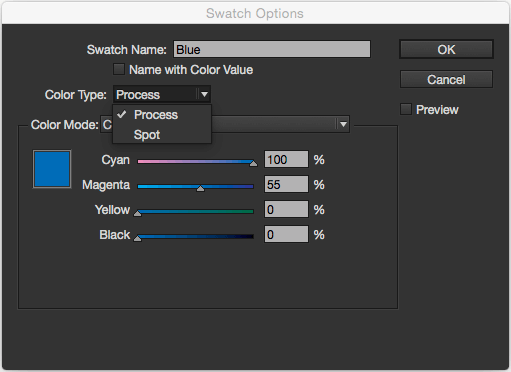 Swatch Options
Swatch Name: Blue
OK
Name with Color Value
Cancel
Color Type: Process
Preview
Process
Color Mode: C
Spot
Cyan 100 %
Magenta 55 %
Yellow 0 %
Black 0 %